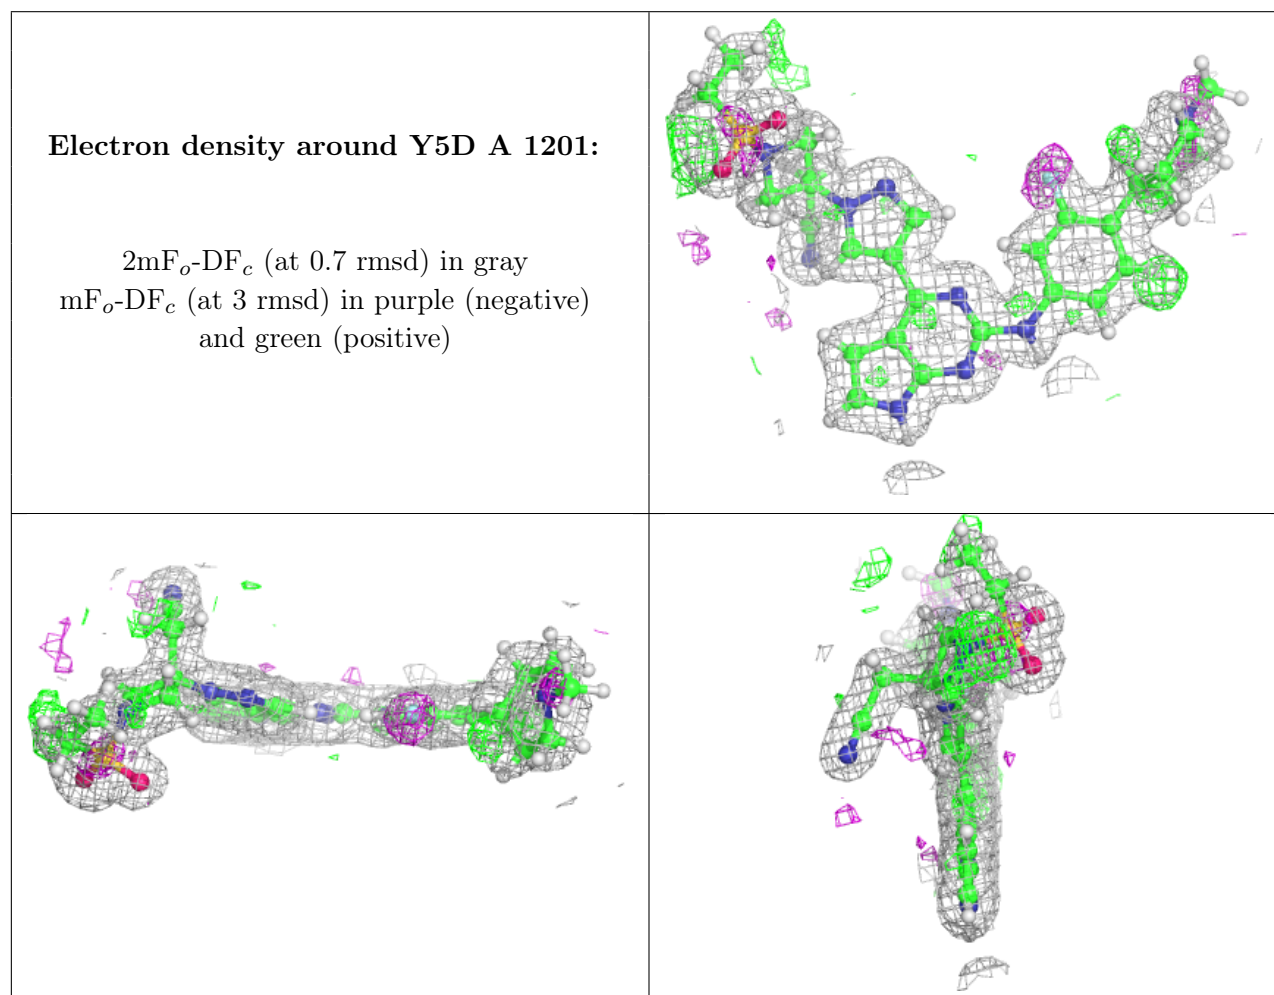 Electron density around Y5D A 1201:
2mFo-DFc (at 0.7 rmsd) in gray
mFo-DFc (at 3 rmsd) in purple (negative)
and green (positive)